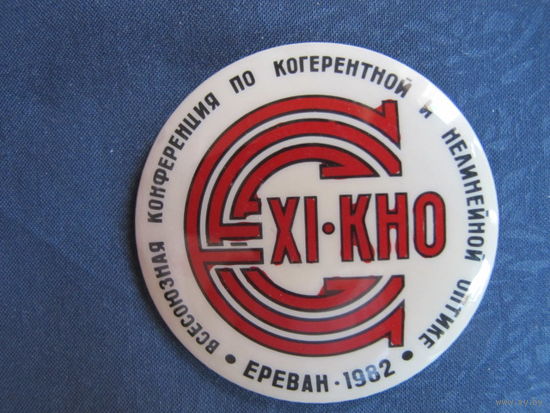 ВСЕСОЮЗНАЯ КОНФЕРЕНЦИЯ ПО КОГЕРЕНТНОЙ И НЕЛИНЕЙНОЙ ОПТИКЕ
XI·КНО
• ЕРЕВАН · 1982 •